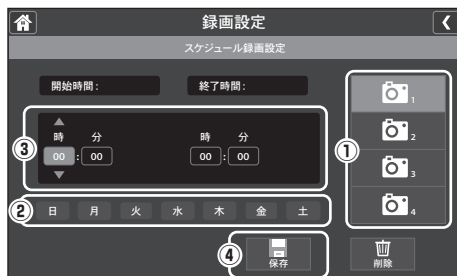 録画設定
スケジュール録画設定
開始時間: 終了時間:
1
2
3
4
①
③
時 分 時 分
00 : 00 00 : 00
②
日 月 火 水 木 金 土
④
保存 削除